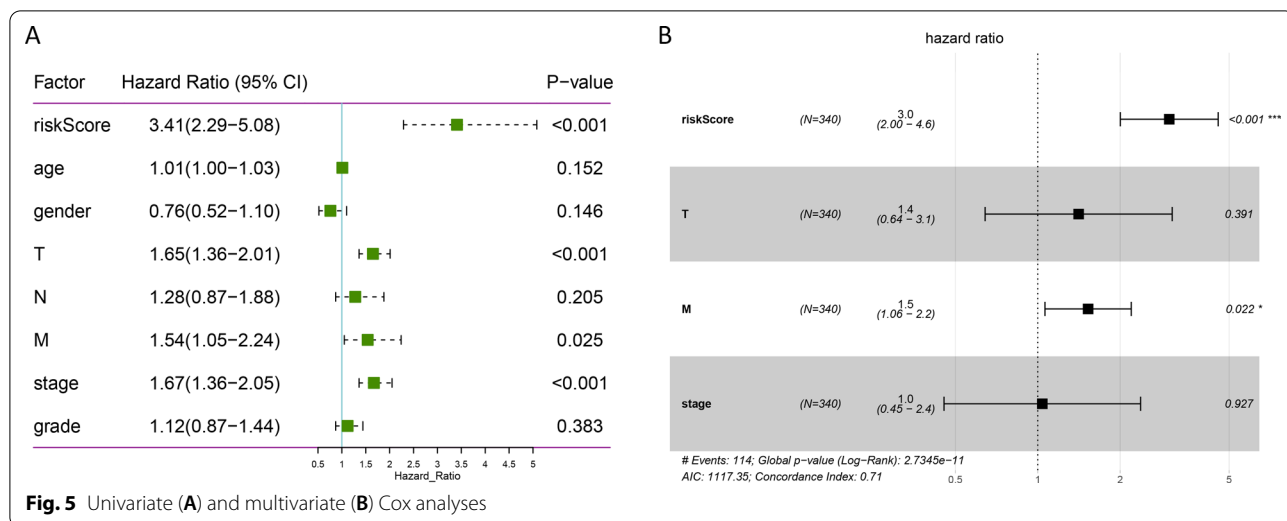 A
Factor Hazard Ratio (95% CI) P−value
riskScore 3.41(2.29−5.08) <0.001
age 1.01(1.00−1.03) 0.152
gender 0.76(0.52−1.10) 0.146
T 1.65(1.36−2.01) <0.001
N 1.28(0.87−1.88) 0.205
M 1.54(1.05−2.24) 0.025
stage 1.67(1.36−2.05) <0.001
grade 1.12(0.87−1.44) 0.383
0.5 1 1.5 2 2.5 3 3.5 4 4.5 5
Hazard_Ratio
B
hazard ratio
riskScore (N=340) 3.0 <0.001 ***
(2.00 − 4.6)
T (N=340) 1.4 0.391
(0.64 − 3.1)
M (N=340) 1.5 0.022 *
(1.06 − 2.2)
stage (N=340) 1.0 0.927
(0.45 − 2.4)
# Events: 114; Global p−value (Log−Rank): 2.7345e−11
AIC: 1117.35; Concordance Index: 0.71
0.5 1 2 5
Fig. 5 Univariate (A) and multivariate (B) Cox analyses